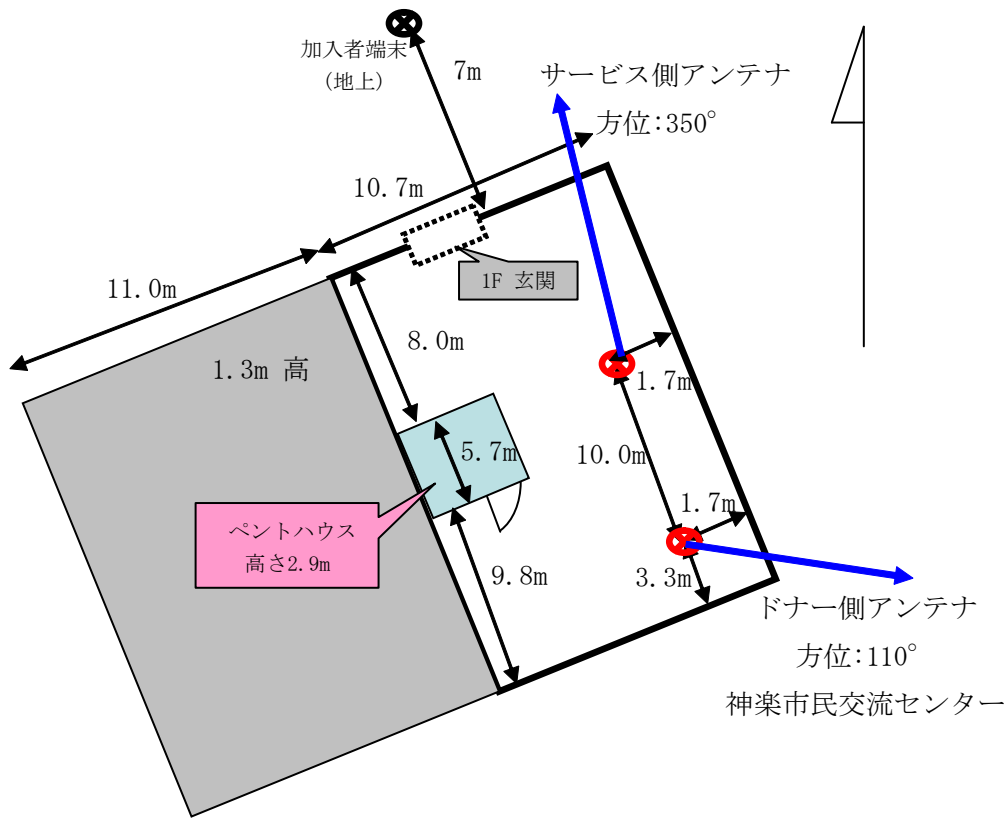 加入者端末
(地上)
7m
サービス側アンテナ
方位:350°
10.7m
11.0m
1F 玄関
8.0m
1.3m 高
1.7m
5.7m
10.0m
1.7m
ペントハウス
高さ2.9m
9.8m
3.3m
ドナー側アンテナ
方位:110°
神楽市民交流センター